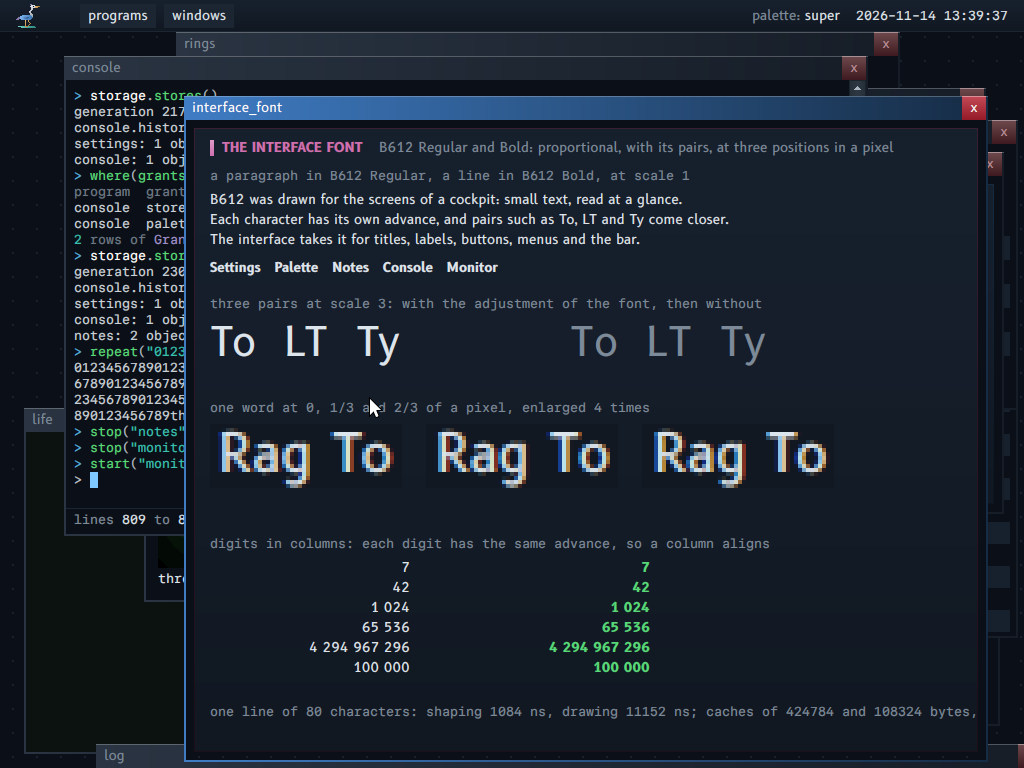 programs windows palette: super 2026-11-14 13:39:37
rings x
console x
> storage.stores()
generation 217
console.histor
settings: 1 ob
console: 1 obj
> where(grants
program grant
console store
console palet
2 rows of Gran
> storage.stor
generation 230
console.histor
settings: 1 ob
console: 1 obj
notes: 2 objec
> repeat("0123
01234567890123
67890123456789
23456789012345
890123456789th
> stop("notes"
> stop("monito
> start("monit
>
lines 809 to 8
life
thre
log
interface_font x
THE INTERFACE FONT B612 Regular and Bold: proportional, with its pairs, at three positions in a pixel
a paragraph in B612 Regular, a line in B612 Bold, at scale 1
B612 was drawn for the screens of a cockpit: small text, read at a glance.
Each character has its own advance, and pairs such as To, LT and Ty come closer.
The interface takes it for titles, labels, buttons, menus and the bar.
Settings Palette Notes Console Monitor
three pairs at scale 3: with the adjustment of the font, then without
To LT Ty To LT Ty
one word at 0, 1/3 and 2/3 of a pixel, enlarged 4 times
Rag To Rag To Rag To
digits in columns: each digit has the same advance, so a column aligns
7 7
42 42
1 024 1 024
65 536 65 536
4 294 967 296 4 294 967 296
100 000 100 000
one line of 80 characters: shaping 1084 ns, drawing 11152 ns; caches of 424784 and 108324 bytes,
x
x